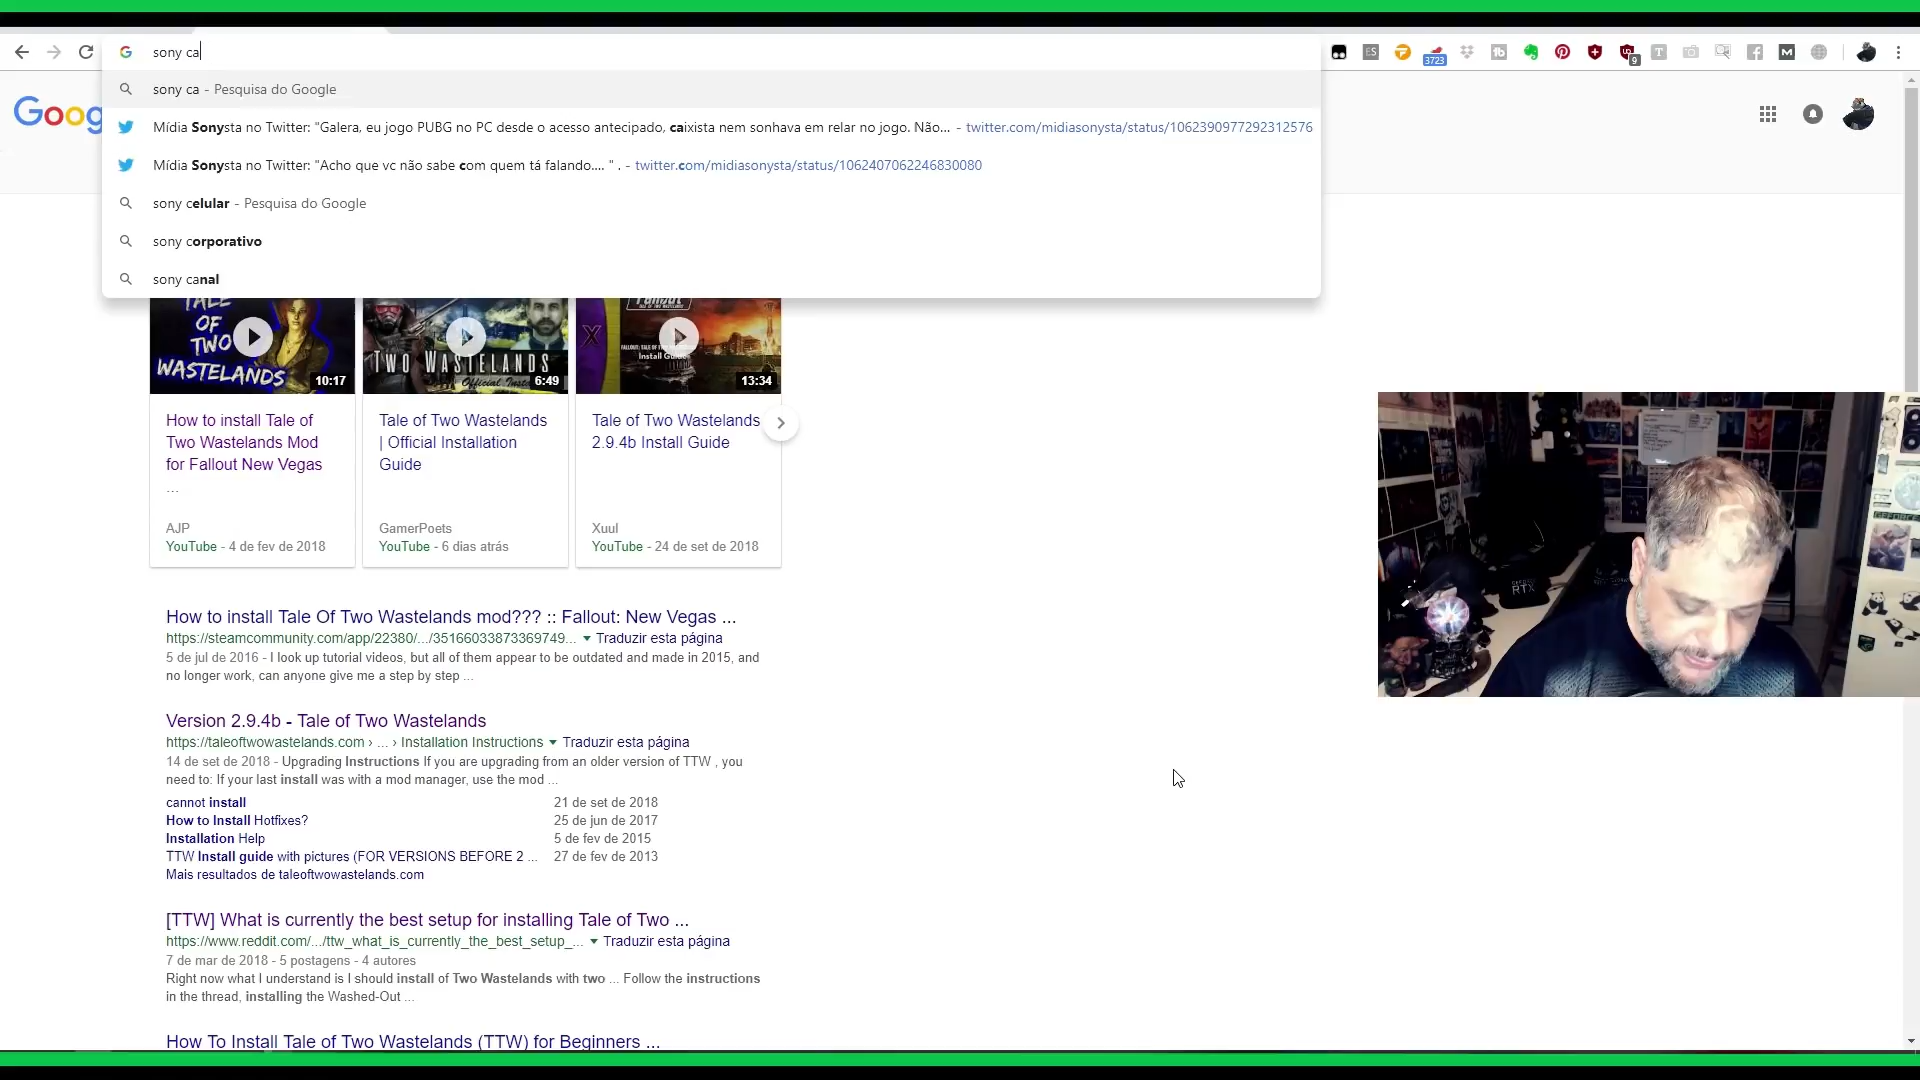 sony ca
3723
ES
9
sony ca - Pesquisa do Google
Mídia Sonysta no Twitter: "Galera, eu jogo PUBG no PC desde o acesso antecipado, caixista nem sonhava em relar no jogo. Não... - twitter.com/midiasonysta/status/1062390977292312576
Mídia Sonysta no Twitter: "Acho que vc não sabe com quem tá falando.... " . - twitter.com/midiasonysta/status/1062407062246830080
sony celular - Pesquisa do Google
sony corporativo
sony canal
Goog
TALE
OF
TWO
WASTELANDS
10:17
TWO WASTELANDS
Official
6:49
Fallout
Install Guide
13:34
How to install Tale of
Two Wastelands Mod
for Fallout New Vegas
...
AJP
YouTube - 4 de fev de 2018
Tale of Two Wastelands
| Official Installation
Guide
GamerPoets
YouTube - 6 dias atrás
Tale of Two Wastelands
2.9.4b Install Guide
Xuul
YouTube - 24 de set de 2018
How to install Tale Of Two Wastelands mod??? :: Fallout: New Vegas ...
https://steamcommunity.com/app/22380/.../35166033873369749... Traduzir esta página
5 de jul de 2016 - I look up tutorial videos, but all of them appear to be outdated and made in 2015, and
no longer work, can anyone give me a step by step ...
Version 2.9.4b - Tale of Two Wastelands
https://taleoftwowastelands.com › ... › Installation Instructions Traduzir esta página
14 de set de 2018 - Upgrading Instructions If you are upgrading from an older version of TTW , you
need to: If your last install was with a mod manager, use the mod ...
cannot install 21 de set de 2018
How to Install Hotfixes? 25 de jun de 2017
Installation Help 5 de fev de 2015
TTW Install guide with pictures (FOR VERSIONS BEFORE 2 ... 27 de fev de 2013
Mais resultados de taleoftwowastelands.com
[TTW] What is currently the best setup for installing Tale of Two ...
https://www.reddit.com/.../ttw_what_is_currently_the_best_setup_... Traduzir esta página
7 de mar de 2018 - 5 postagens - 4 autores
Right now what I understand is I should install of Two Wastelands with two ... Follow the instructions
in the thread, installing the Washed-Out ...
How To Install Tale of Two Wastelands (TTW) for Beginners ...
RTX